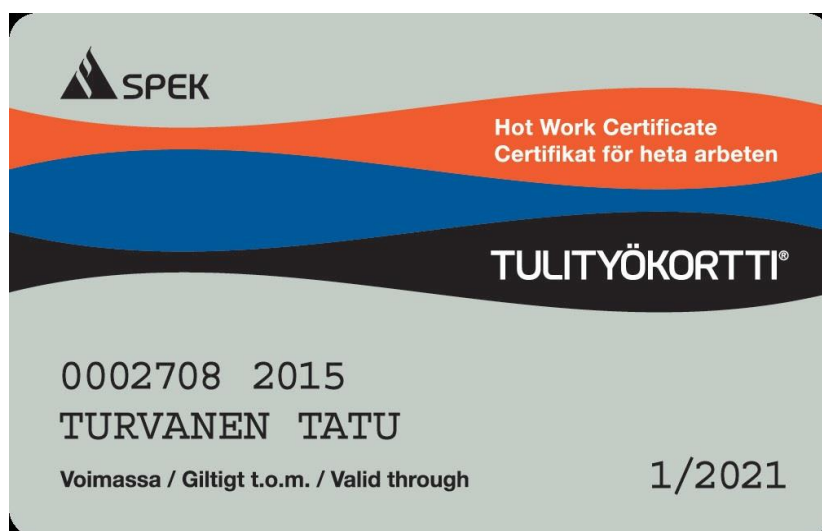 SPEK
Hot Work Certificate
Certifikat för heta arbeten
TULITYÖKORTTI®
0002708 2015
TURVANEN TATU
Voimassa / Giltigt t.o.m. / Valid through
1/2021